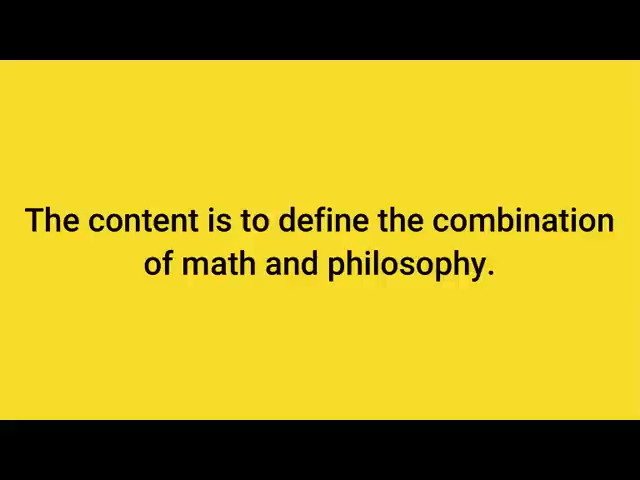 The content is to define the combination
of math and philosophy.